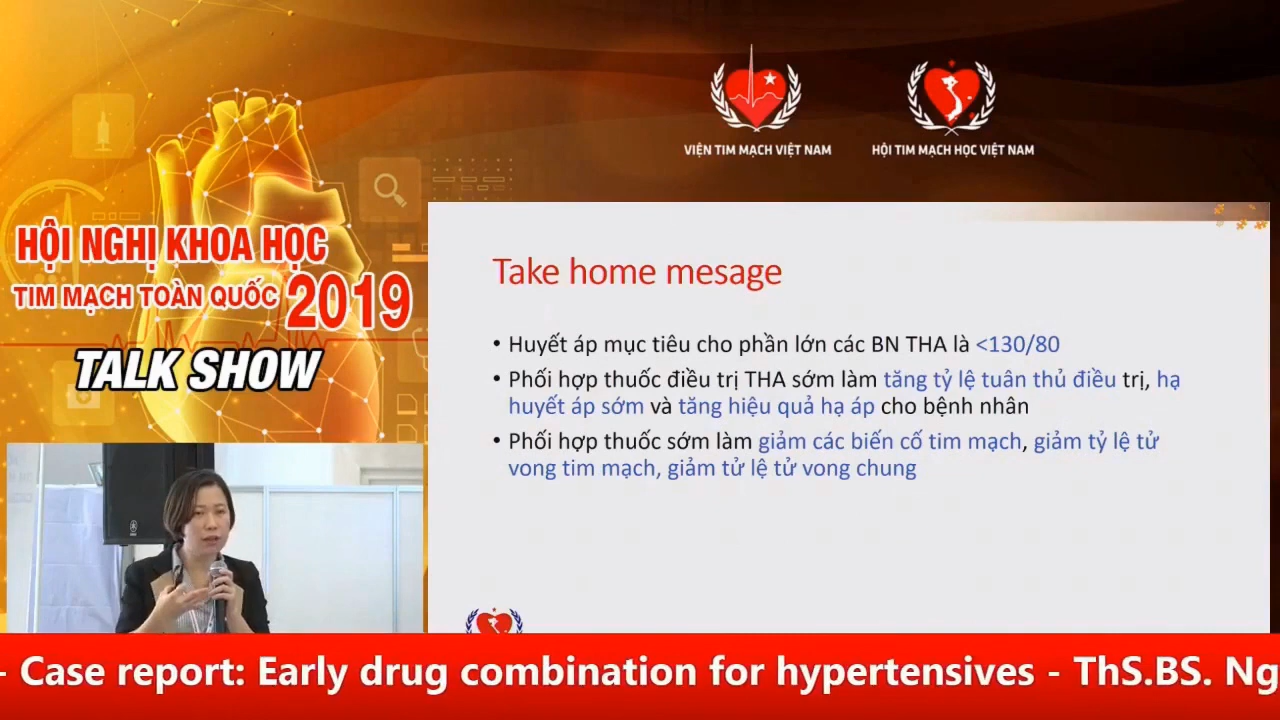 VIỆN TIM MẠCH VIỆT NAM
HỘI TIM MẠCH HỌC VIỆT NAM
HỘI NGHỊ KHOA HỌC
TIM MẠCH TOÀN QUỐC 2019
TALK SHOW
Take home mesage
• Huyết áp mục tiêu cho phần lớn các BN THA là <130/80
• Phối hợp thuốc điều trị THA sớm làm tăng tỷ lệ tuân thủ điều trị, hạ
huyết áp sớm và tăng hiệu quả hạ áp cho bệnh nhân
• Phối hợp thuốc sớm làm giảm các biến cố tim mạch, giảm tỷ lệ tử
vong tim mạch, giảm tử lệ tử vong chung
- Case report: Early drug combination for hypertensives - ThS.BS. Ng